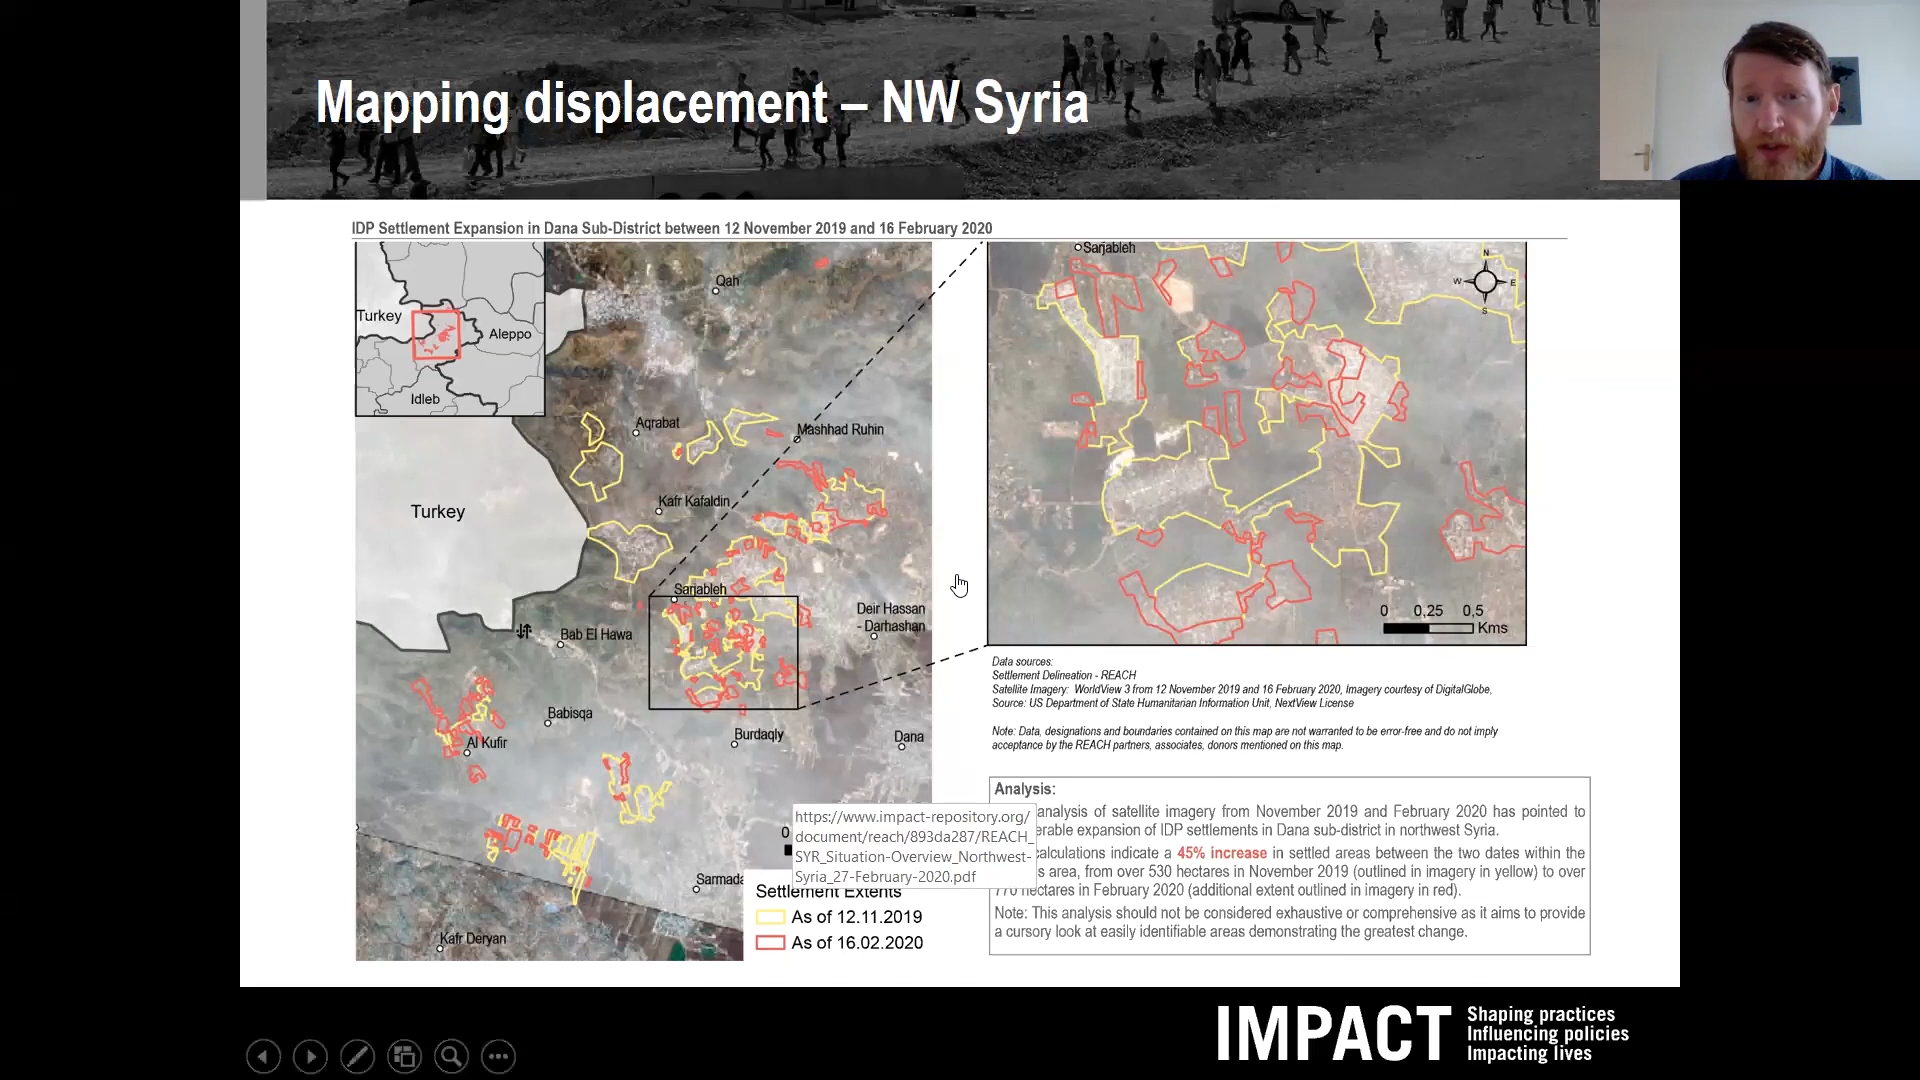 Mapping displacement – NW Syria
IDP Settlement Expansion in Dana Sub-District between 12 November 2019 and 16 February 2020
Turkey
Aleppo
Idleb
Qah
Aqrabat
Mashhad Ruhin
Kafr Kafaldin
Turkey
Sarjableh
Deir Hassan
- Darhashan
Bab El Hawa
Babisqa
Al Kufir
Burdaqly
Dana
Sarmada
Kafr Deryan
0
Settlement Extents
As of 12.11.2019
As of 16.02.2020
https://www.impact-repository.org/
document/reach/893da287/REACH_
SYR_Situation-Overview_Northwest-
Syria_27-February-2020.pdf
Sarjableh
N
W E
S
0 0,25 0,5
Kms
Data sources:
Settlement Delineation - REACH
Satellite Imagery: WorldView 3 from 12 November 2019 and 16 February 2020, Imagery courtesy of DigitalGlobe,
Source: US Department of State Humanitarian Information Unit, NextView License
Note: Data, designations and boundaries contained on this map are not warranted to be error-free and do not imply
acceptance by the REACH partners, associates, donors mentioned on this map.
Analysis:
analysis of satellite imagery from November 2019 and February 2020 has pointed to
erable expansion of IDP settlements in Dana sub-district in northwest Syria.
calculations indicate a 45% increase in settled areas between the two dates within the
s area, from over 530 hectares in November 2019 (outlined in imagery in yellow) to over
770 hectares in February 2020 (additional extent outlined in imagery in red).
Note: This analysis should not be considered exhaustive or comprehensive as it aims to provide
a cursory look at easily identifiable areas demonstrating the greatest change.
IMPACT
Shaping practices
Influencing policies
Impacting lives